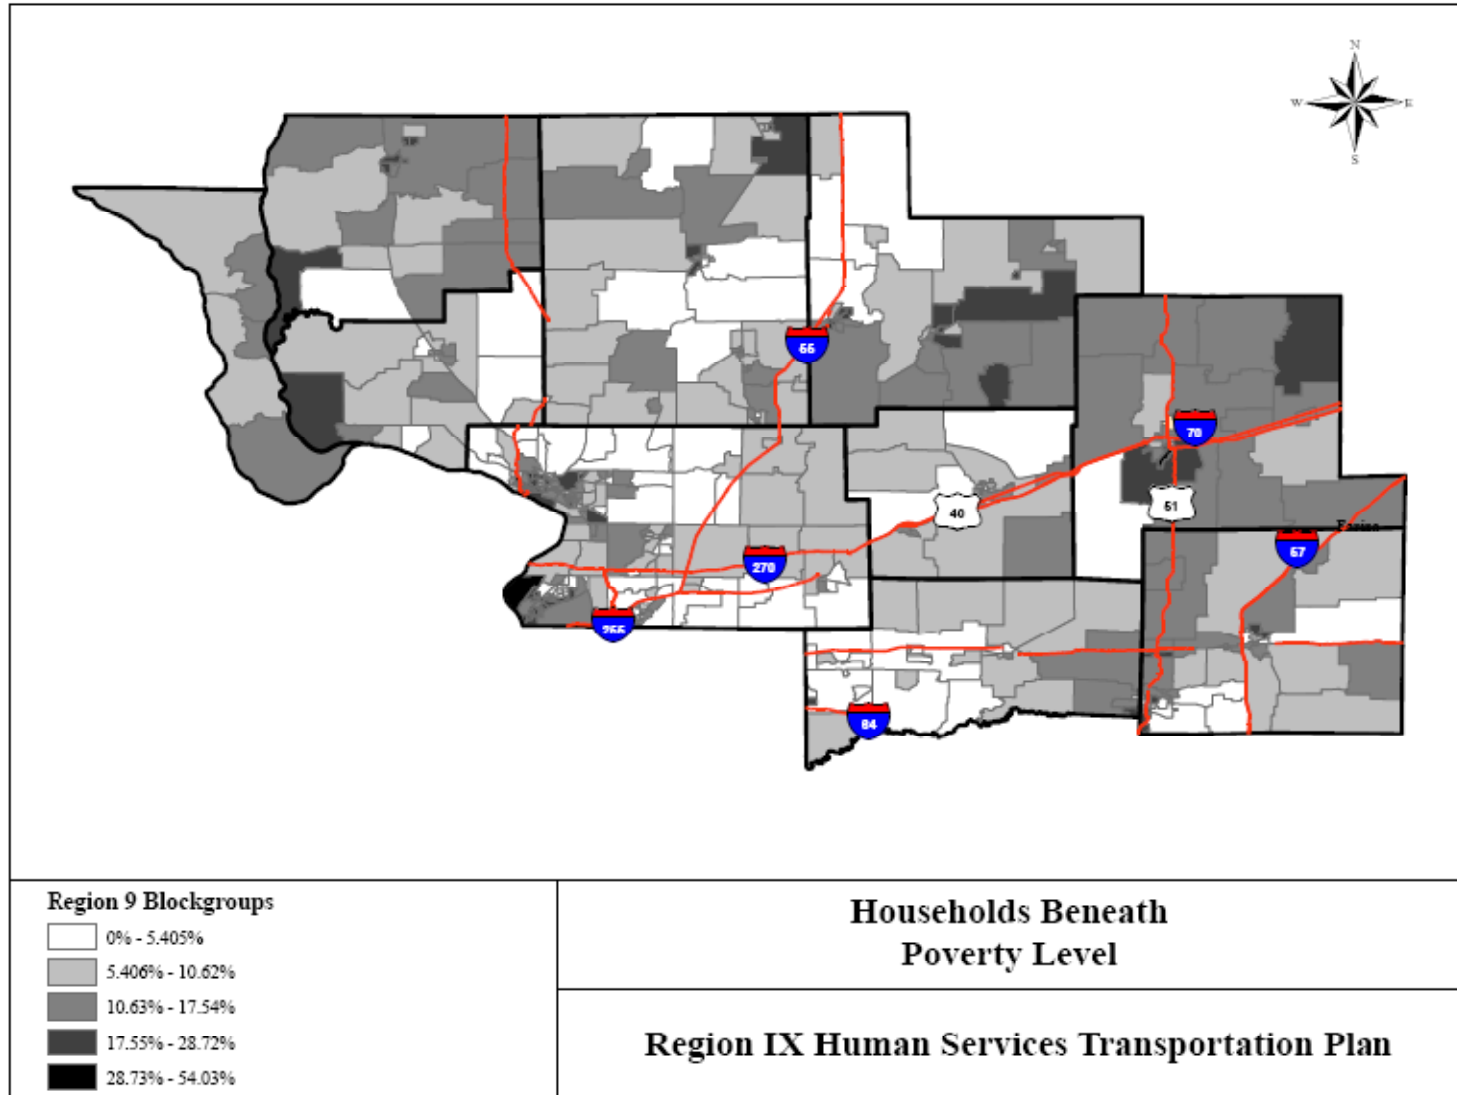 N
W
E
S
55
70
40
51
57
270
255
64
Farina
Region 9 Blockgroups
0% - 5.405%
5.406% - 10.62%
10.63% - 17.54%
17.55% - 28.72%
28.73% - 54.03%
Households Beneath
Poverty Level
Region IX Human Services Transportation Plan